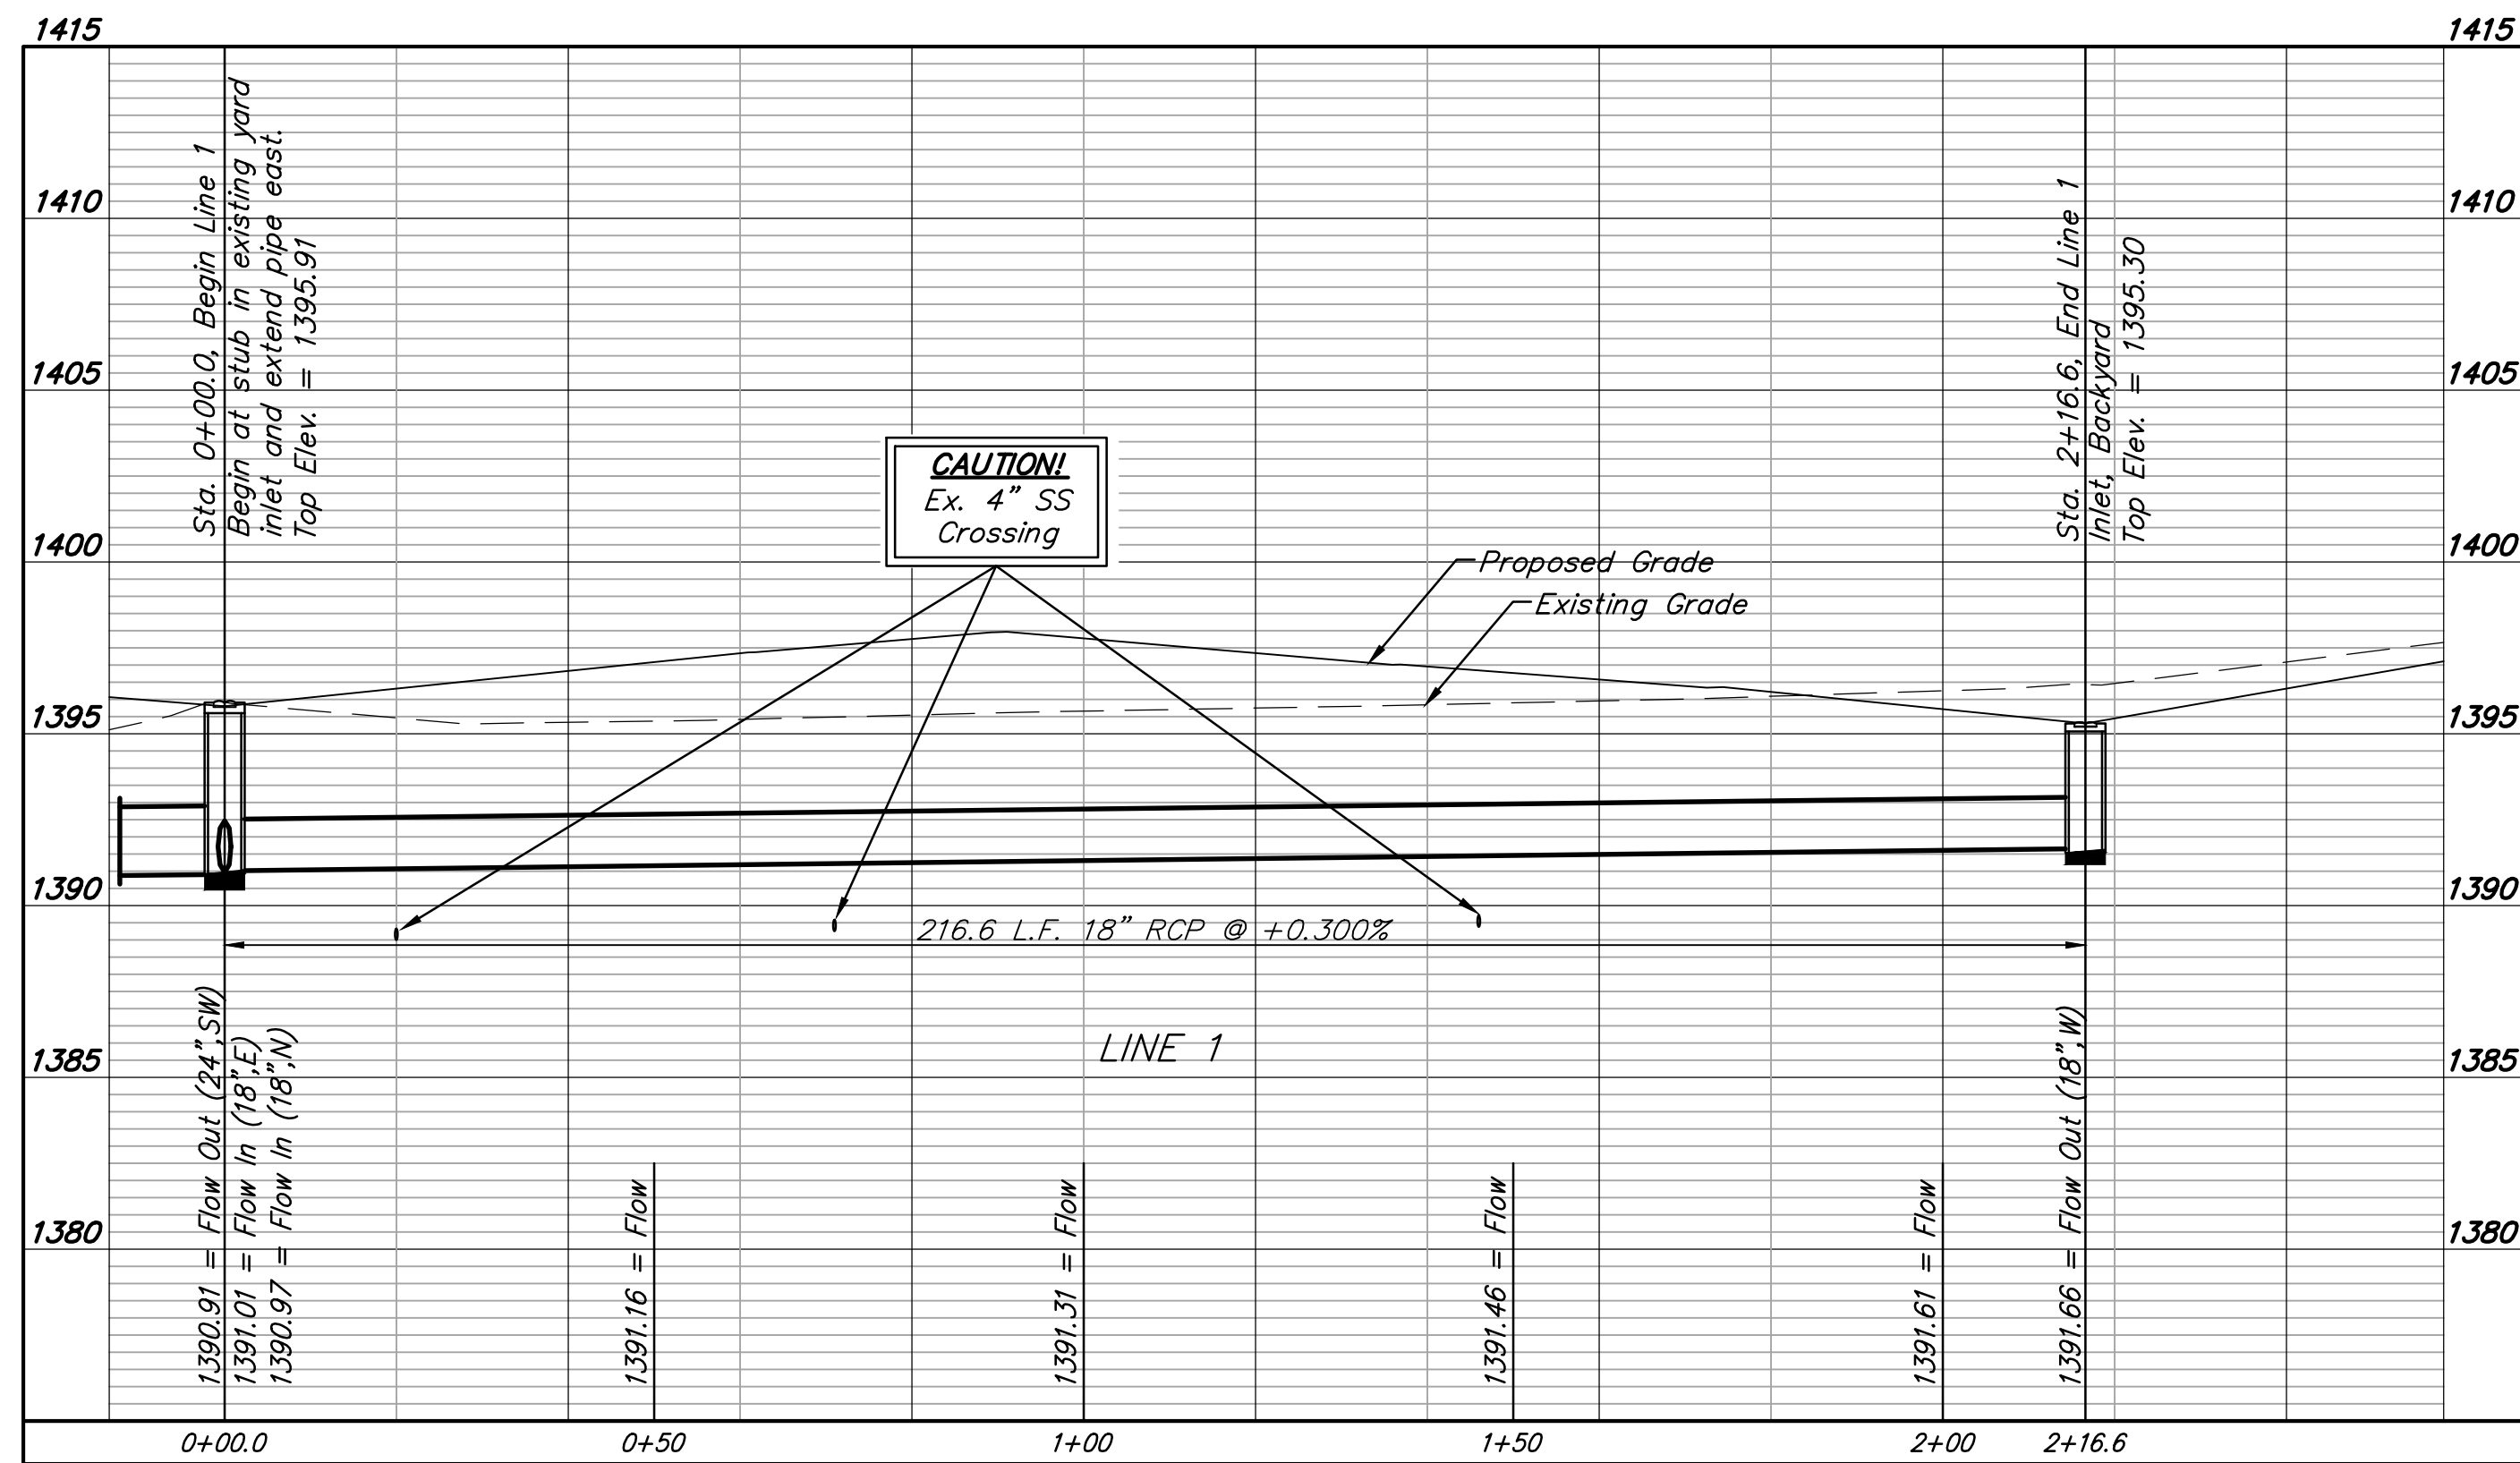 1415
1415
Sta. 0+00.0, Begin Line 1
Begin at stub in existing yard
inlet and extend pipe east.
Top Elev. = 1395.91
Sta. 2+16.6, End Line 1
Inlet, Backyard
Top Elev. = 1395.30
1410
1410
1405
1405
CAUTION!
Ex. 4" SS
Crossing
1400
1400
Proposed Grade
Existing Grade
1395
1395
1390
1390
216.6 L.F. 18" RCP @ +0.300%
LINE 1
1385
1385
1380
1380
1390.91 = Flow Out (24",SW)
1391.01 = Flow In (18",E)
1390.97 = Flow In (18",N)
1391.16 = Flow
1391.31 = Flow
1391.46 = Flow
1391.61 = Flow
1391.66 = Flow Out (18",W)
0+00.0
0+50
1+00
1+50
2+00
2+16.6